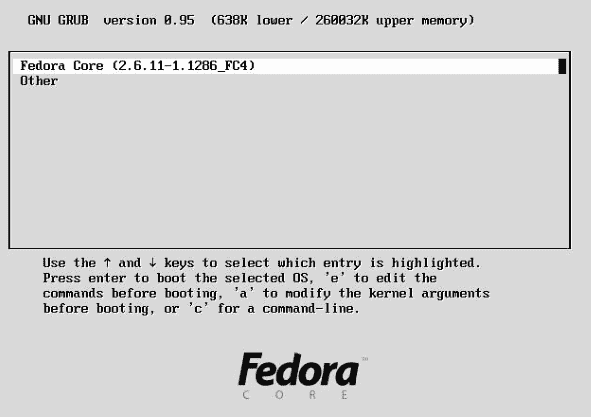 GNU GRUB version 0.95 (638K lower / 260032K upper memory)
Fedora Core (2.6.11-1.1286_FC4)
Other
Use the ↑ and ↓ keys to select which entry is highlighted.
Press enter to boot the selected OS, 'e' to edit the
commands before booting, 'a' to modify the kernel arguments
before booting, or 'c' for a command-line.
Fedora™
CORE